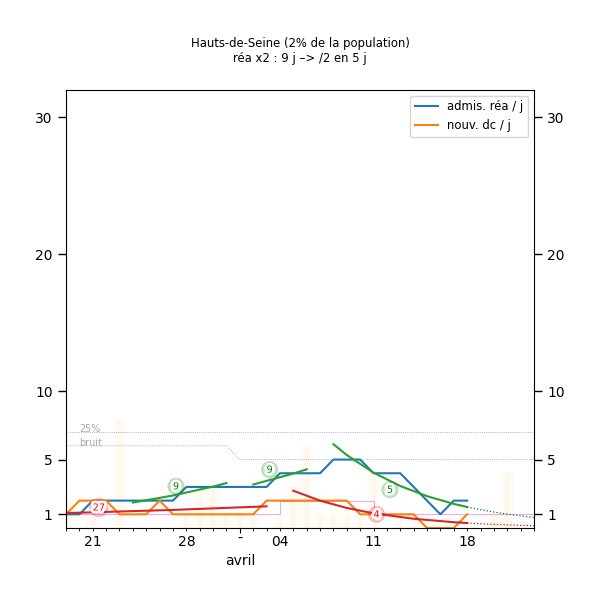 Hauts-de-Seine (2% de la population)
réa x2 : 9 j –> /2 en 5 j
admis. réa / j
nouv. dc / j
30 30
20 20
10 10
25%
bruit
5 5
9 9 5
27 4
1 1
21 28 - 04 11 18
avril